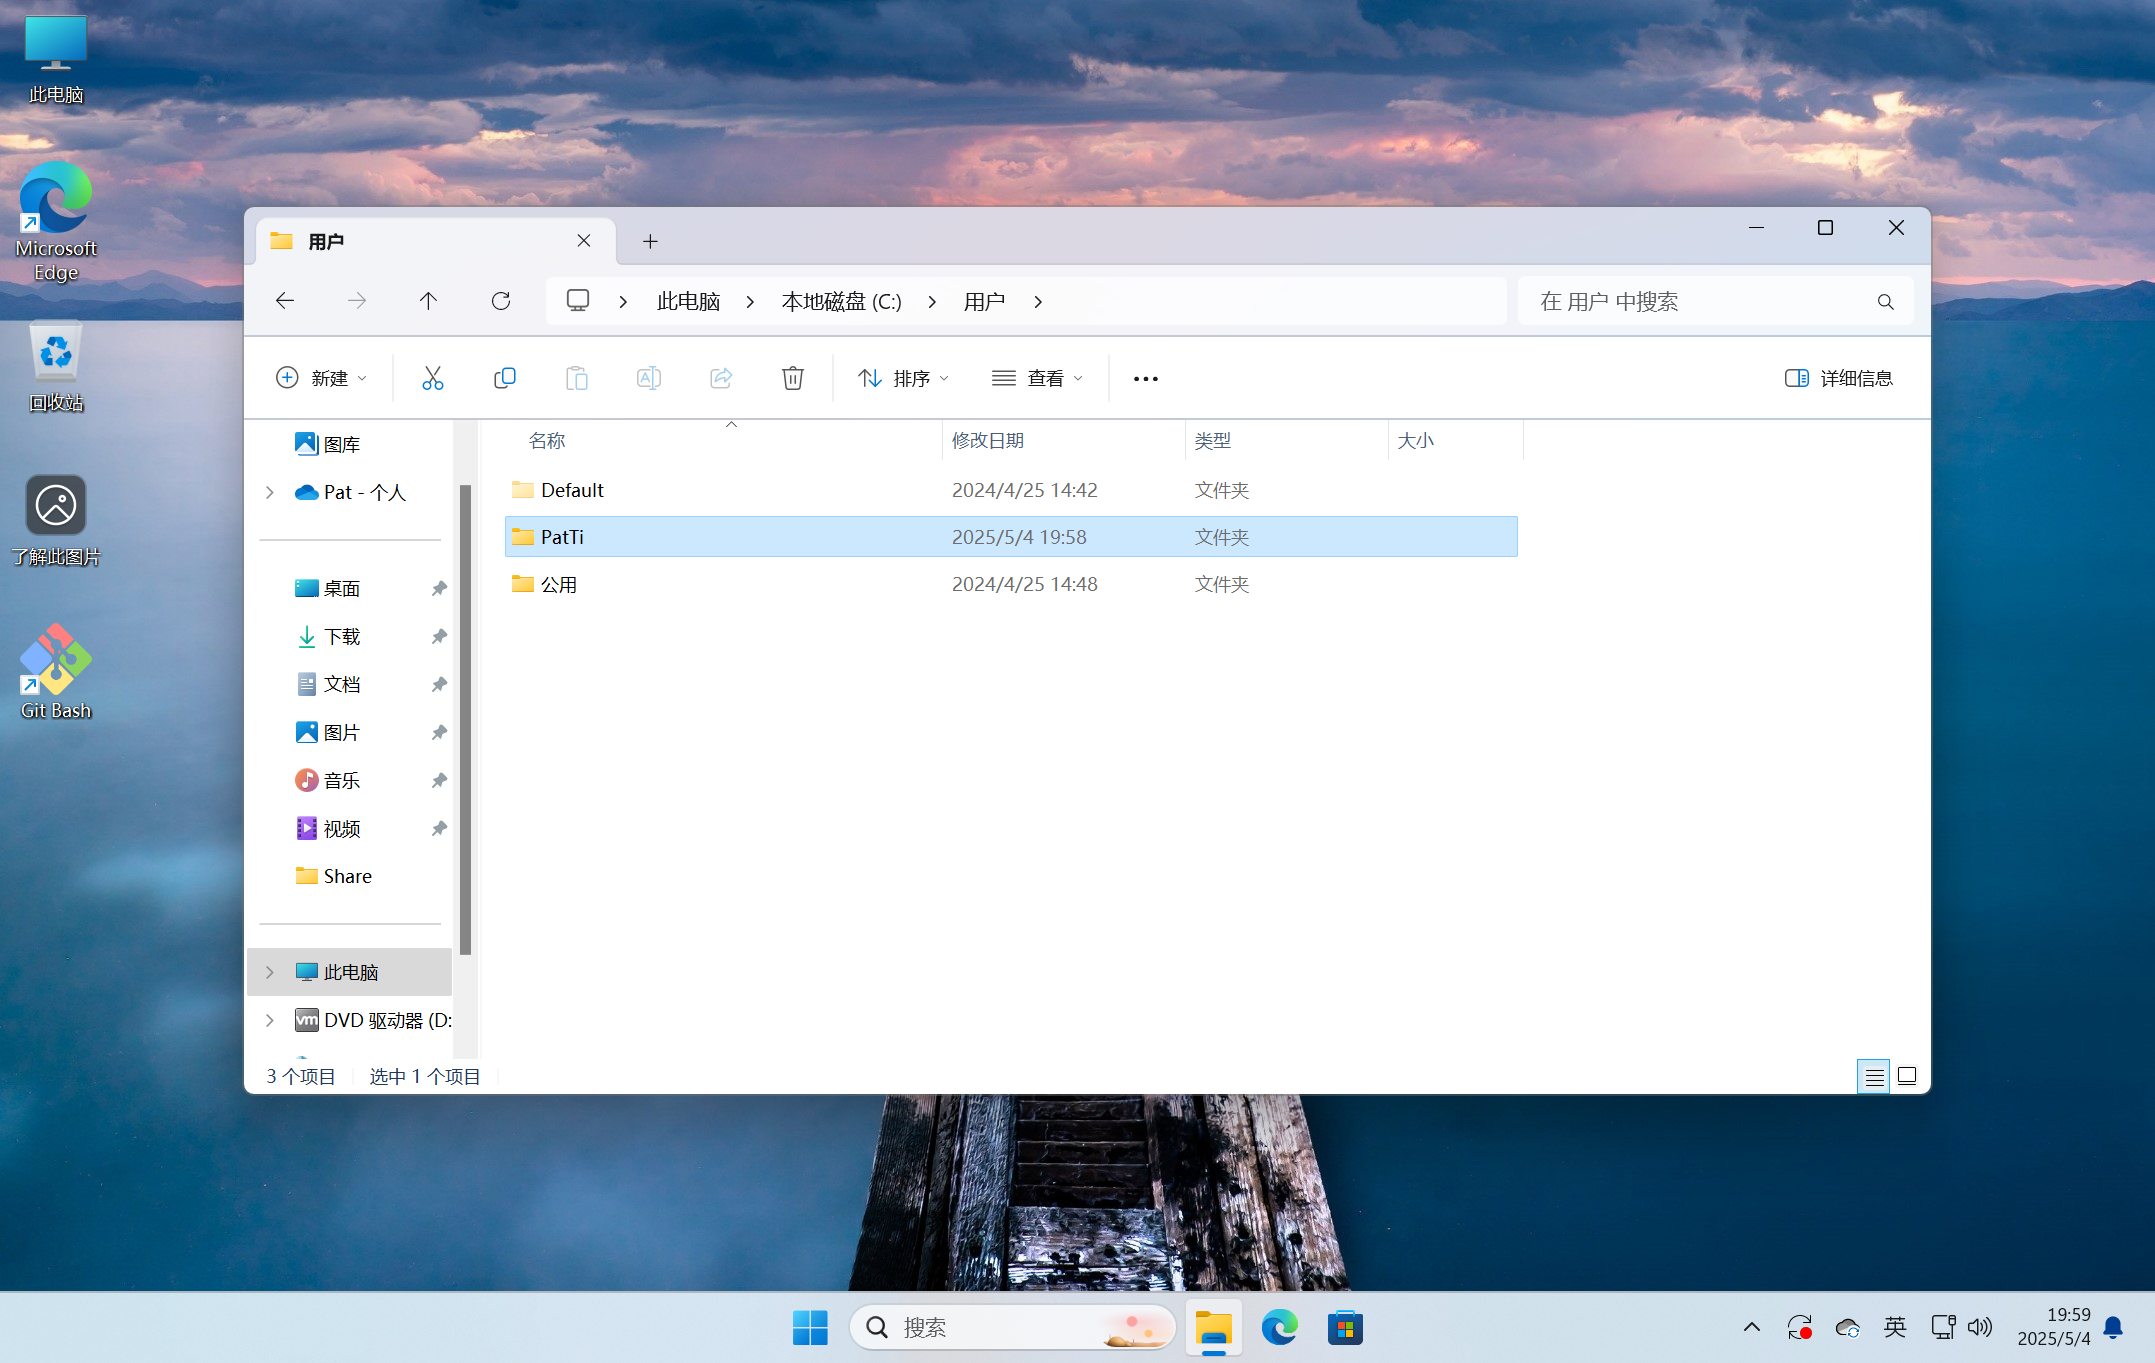 此电脑
Microsoft
Edge
回收站
了解此图片
Git Bash
用户
此电脑
本地磁盘 (C:)
用户
在 用户 中搜索
新建
排序
查看
详细信息
图库
Pat - 个人
桌面
下载
文档
图片
音乐
视频
Share
此电脑
DVD 驱动器 (D:
名称 修改日期 类型 大小
Default 2024/4/25 14:42 文件夹
PatTi 2025/5/4 19:58 文件夹
公用 2024/4/25 14:48 文件夹
3 个项目 选中 1 个项目
搜索
英
19:59
2025/5/4